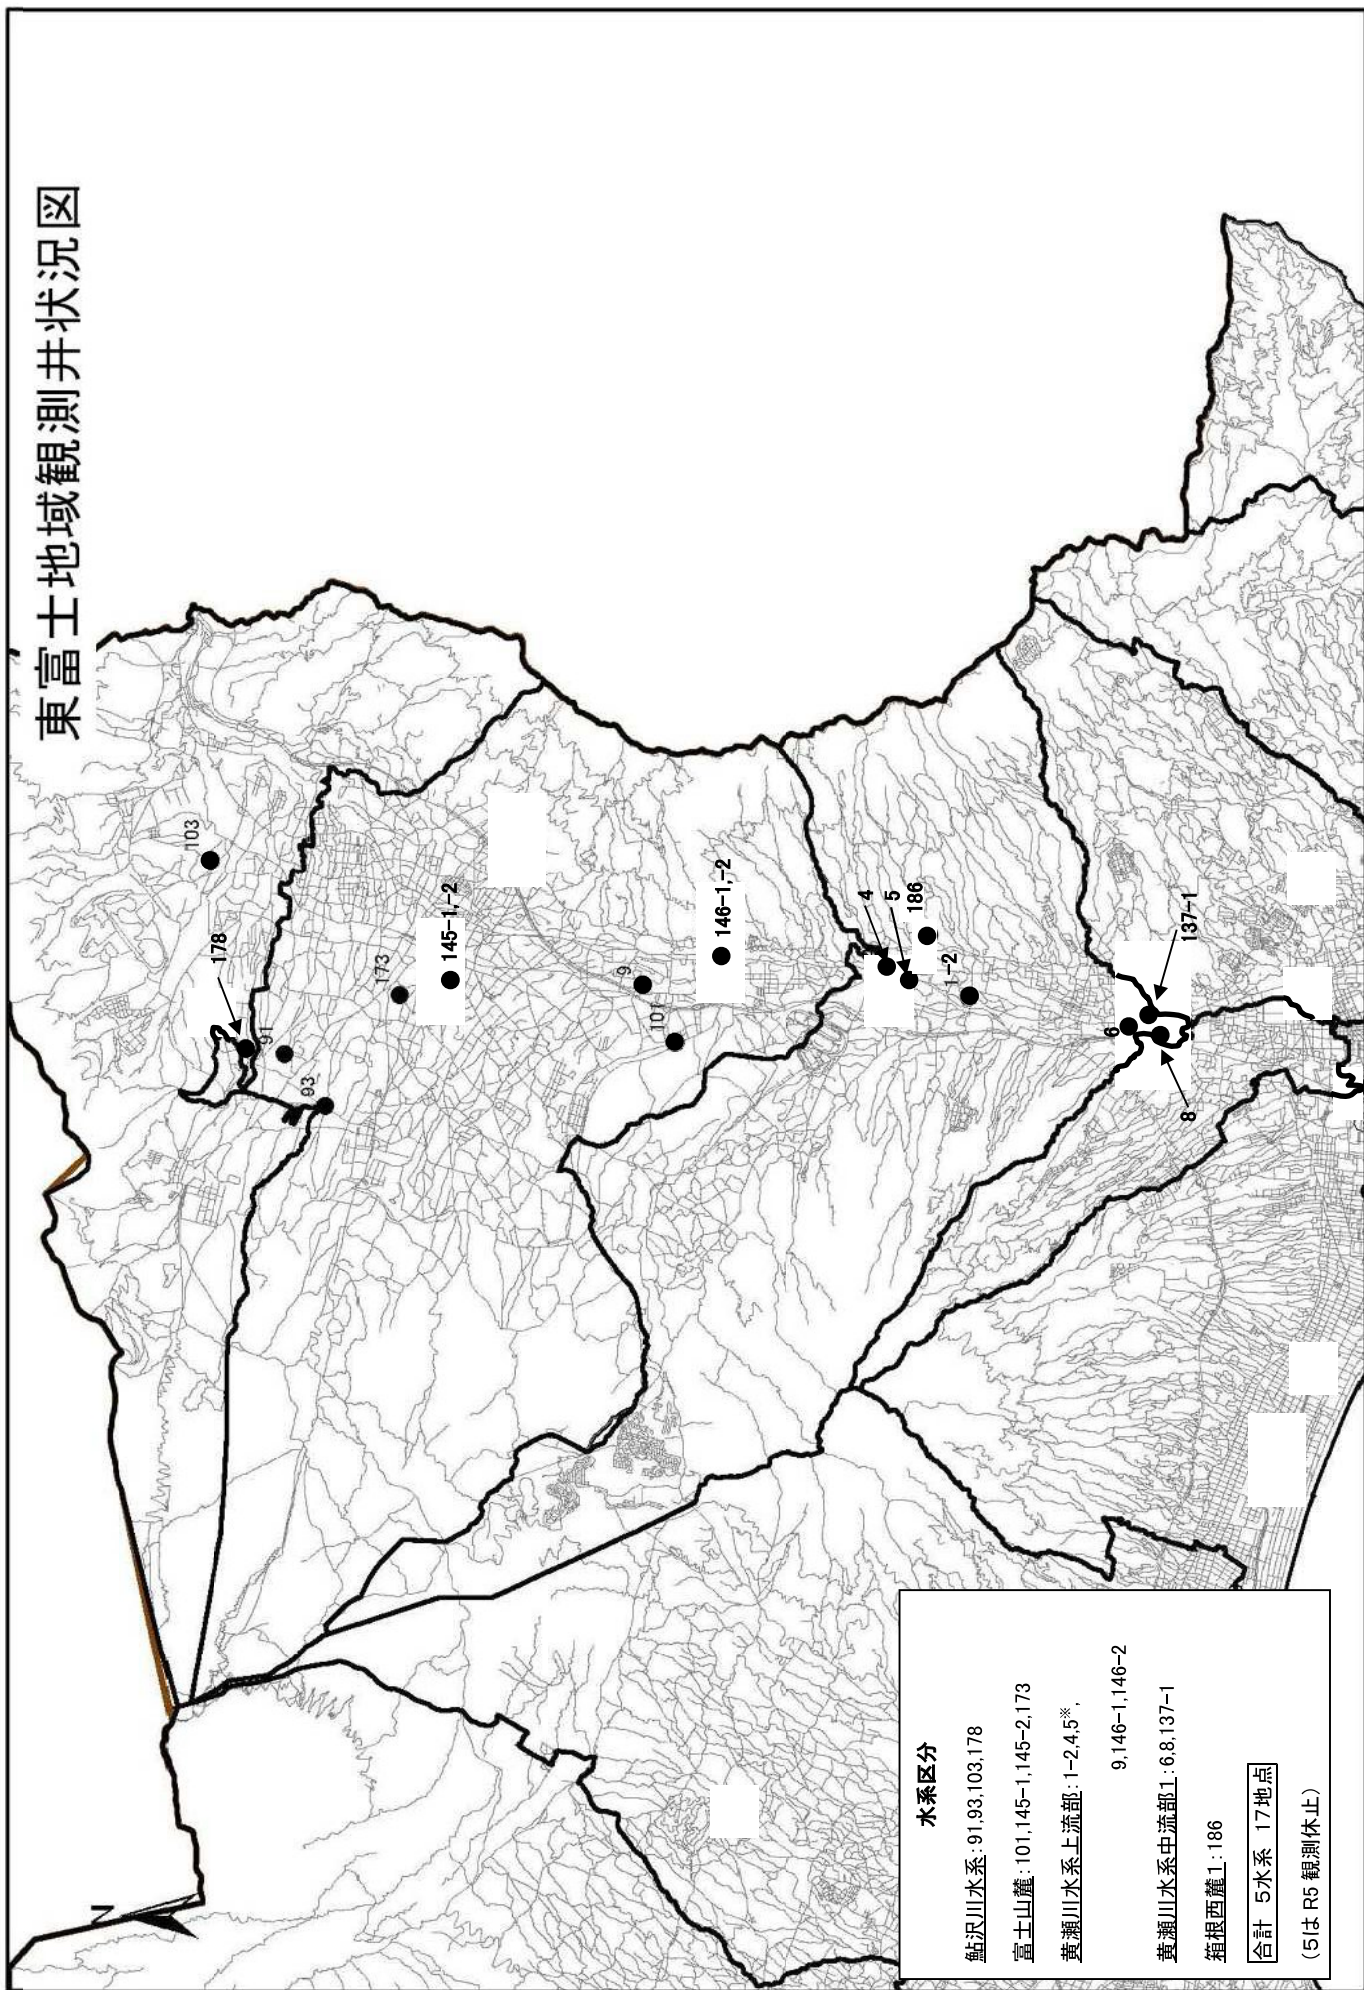 東富士地域観測井状況図
N
103
178
91
93
173
145-1,-2
9
101
146-1,-2
4
5
186
1-2
6
137-1
8
水系区分
鮎沢川水系:91,93,103,178
富士山麓:101,145-1,145-2,173
黄瀬川水系上流部:1-2,4,5※,
9,146-1,146-2
黄瀬川水系中流部1:6,8,137-1
箱根西麓1:186
合計 5水系 17地点
(5は R5 観測休止)